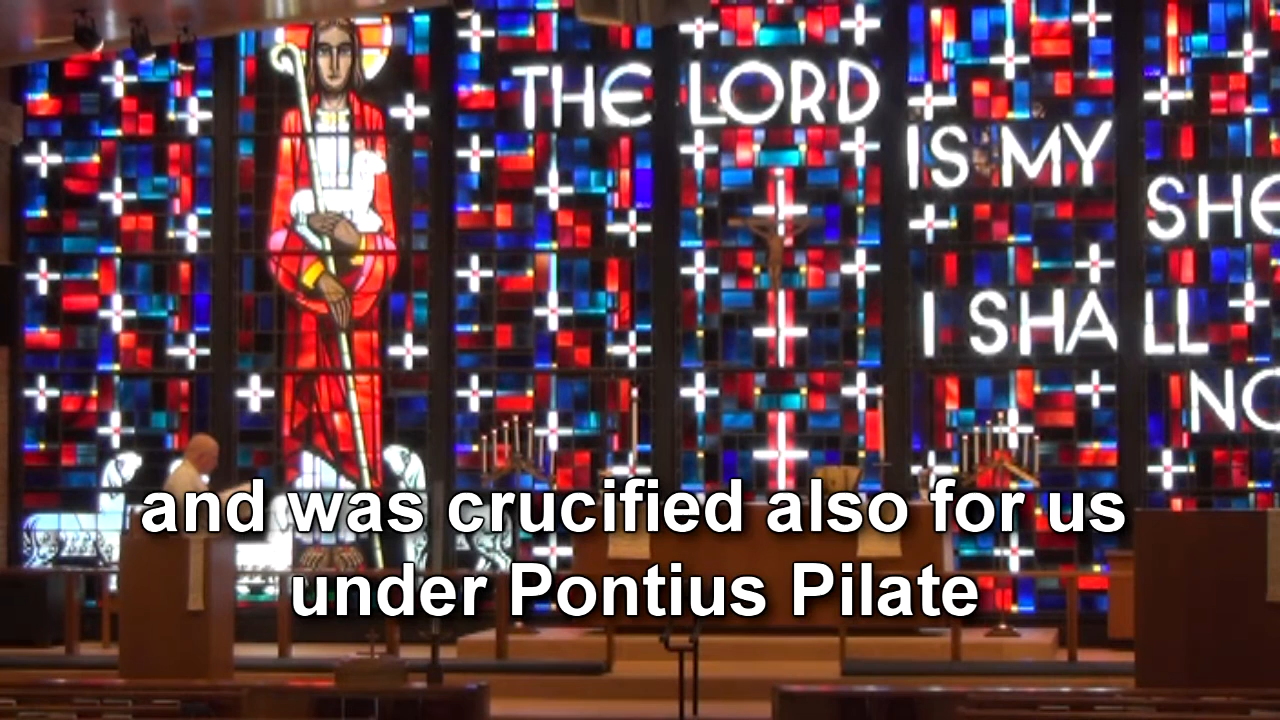 THE LORD
IS MY
SHE
I SHALL
NO
and was crucified also for us
under Pontius Pilate